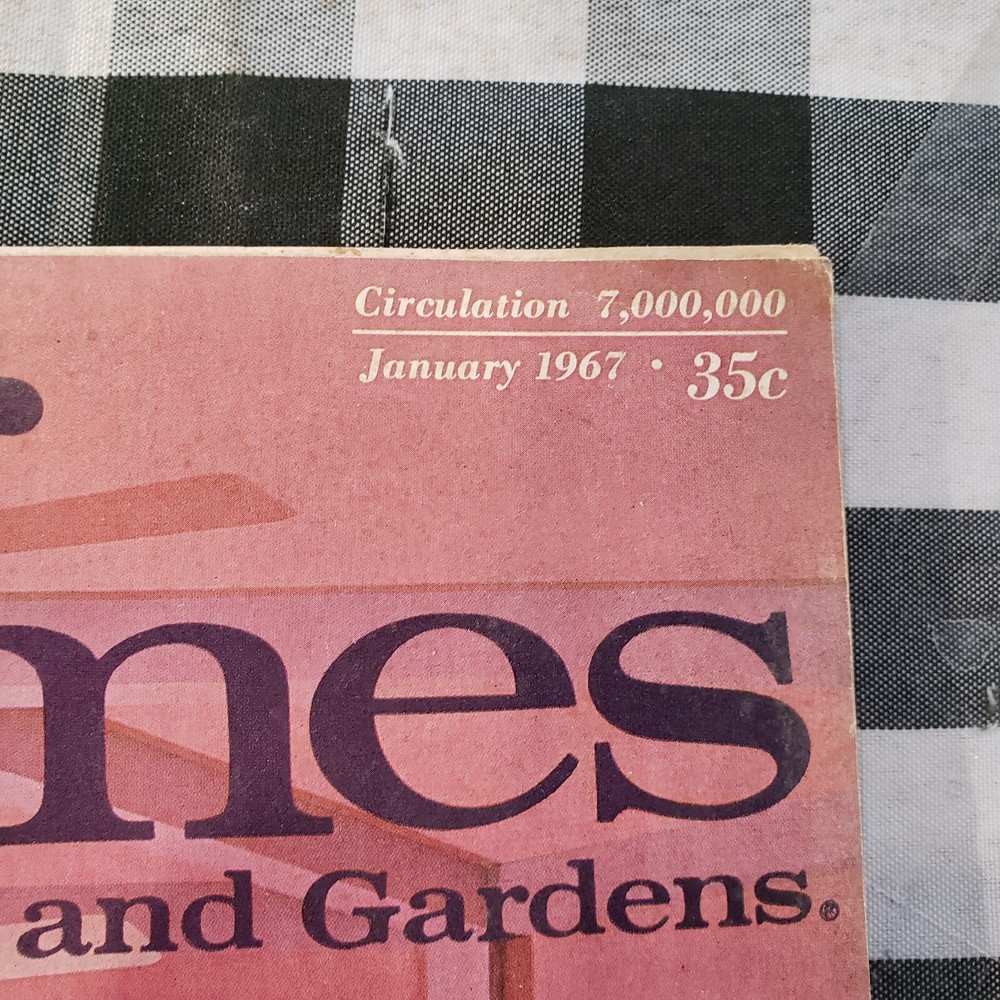 Circulation 7,000,000
January 1967 • 35c
mes
and Gardens.®